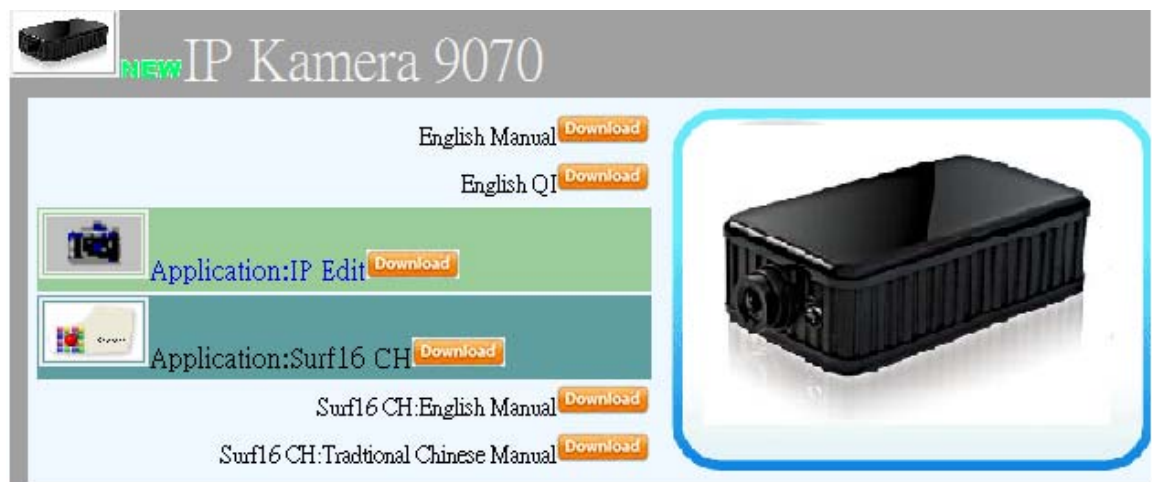 NEW IP Kamera 9070
English Manual Download
English QI Download
Application:IP Edit Download
Application:Surf16 CH Download
Surf16 CH:English Manual Download
Surf16 CH:Tradtional Chinese Manual Download